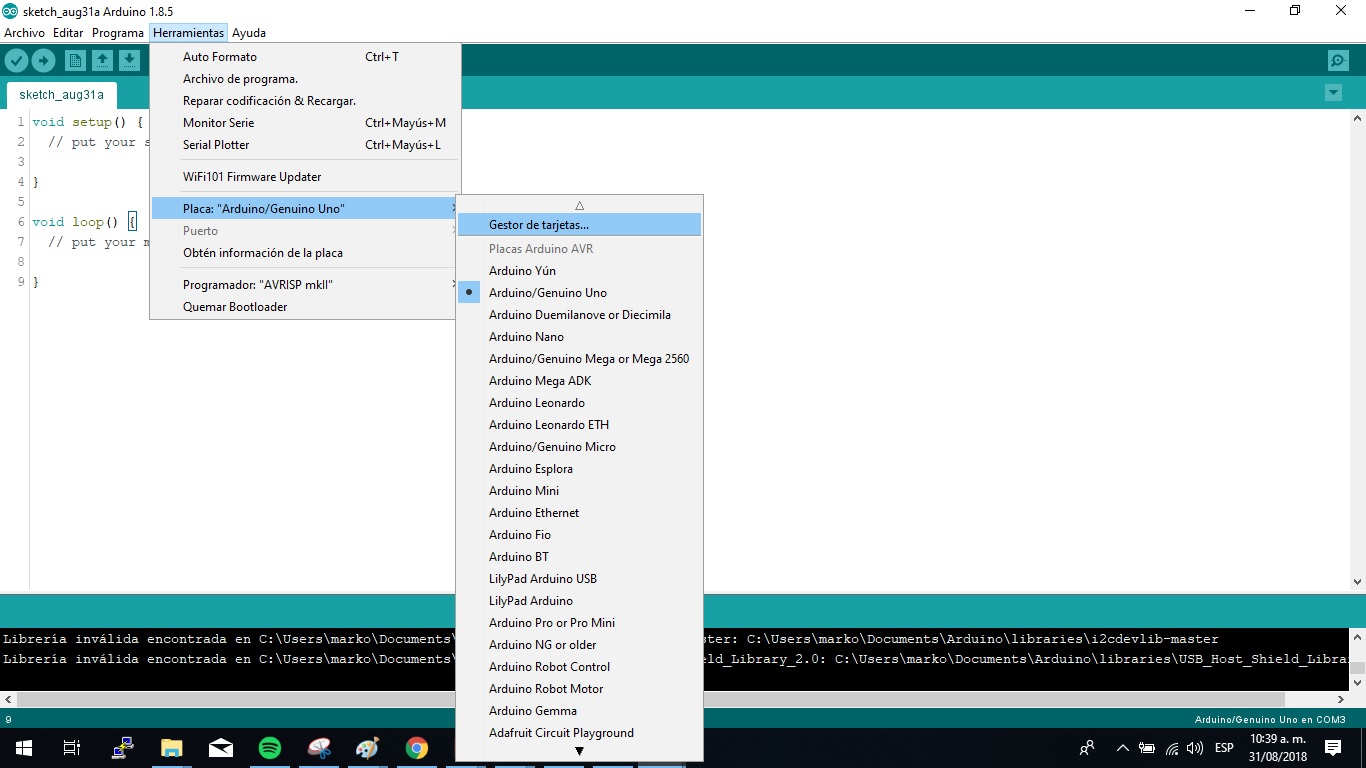 sketch_aug31a Arduino 1.8.5
Archivo Editar Programa Herramientas Ayuda
sketch_aug31a
1 void setup() {
2 // put your s
3
4 }
5
6 void loop() {
7 // put your m
8
9 }
Auto Formato Ctrl+T
Archivo de programa.
Reparar codificación & Recargar.
Monitor Serie Ctrl+Mayús+M
Serial Plotter Ctrl+Mayús+L
WiFi101 Firmware Updater
Placa: "Arduino/Genuino Uno"
Puerto
Obtén información de la placa
Programador: "AVRISP mkII"
Quemar Bootloader
Gestor de tarjetas...
Placas Arduino AVR
Arduino Yún
Arduino/Genuino Uno
Arduino Duemilanove or Diecimila
Arduino Nano
Arduino/Genuino Mega or Mega 2560
Arduino Mega ADK
Arduino Leonardo
Arduino Leonardo ETH
Arduino/Genuino Micro
Arduino Esplora
Arduino Mini
Arduino Ethernet
Arduino Fio
Arduino BT
LilyPad Arduino USB
LilyPad Arduino
Arduino Pro or Pro Mini
Arduino NG or older
Arduino Robot Control
Arduino Robot Motor
Arduino Gemma
Adafruit Circuit Playground
Librería inválida encontrada en C:\Users\marko\Documents\ ster: C:\Users\marko\Documents\Arduino\libraries\i2cdevlib-master
Librería inválida encontrada en C:\Users\marko\Documents\ eld_Library_2.0: C:\Users\marko\Documents\Arduino\libraries\USB_Host_Shield_Libra
9 Arduino/Genuino Uno en COM3
ESP
10:39 a. m.
31/08/2018